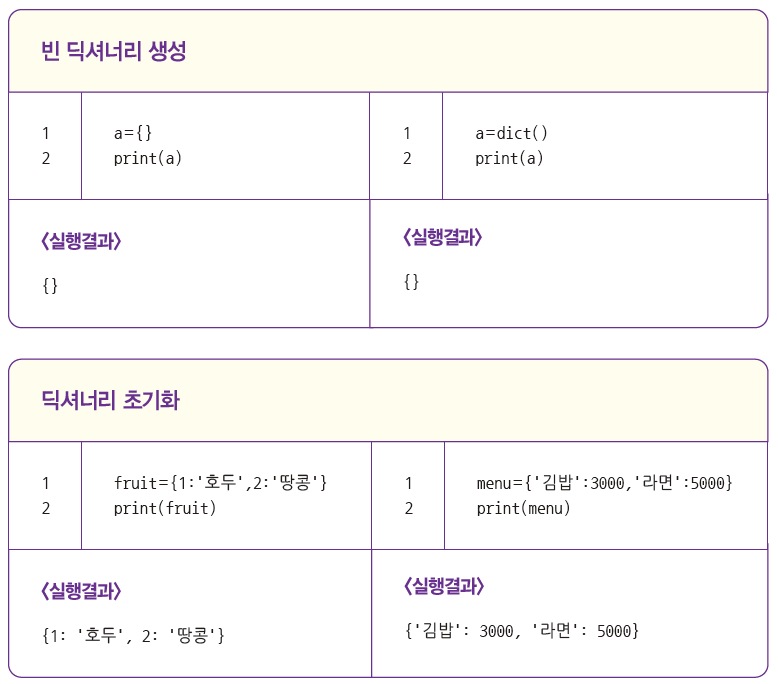 빈 딕셔너리 생성
1 a={}
2 print(a)
1 a=dict()
2 print(a)
<실행결과>
{}
<실행결과>
{}
딕셔너리 초기화
1 fruit={1:'호두',2:'땅콩'}
2 print(fruit)
1 menu={'김밥':3000,'라면':5000}
2 print(menu)
<실행결과>
{1: '호두', 2: '땅콩'}
<실행결과>
{'김밥': 3000, '라면': 5000}